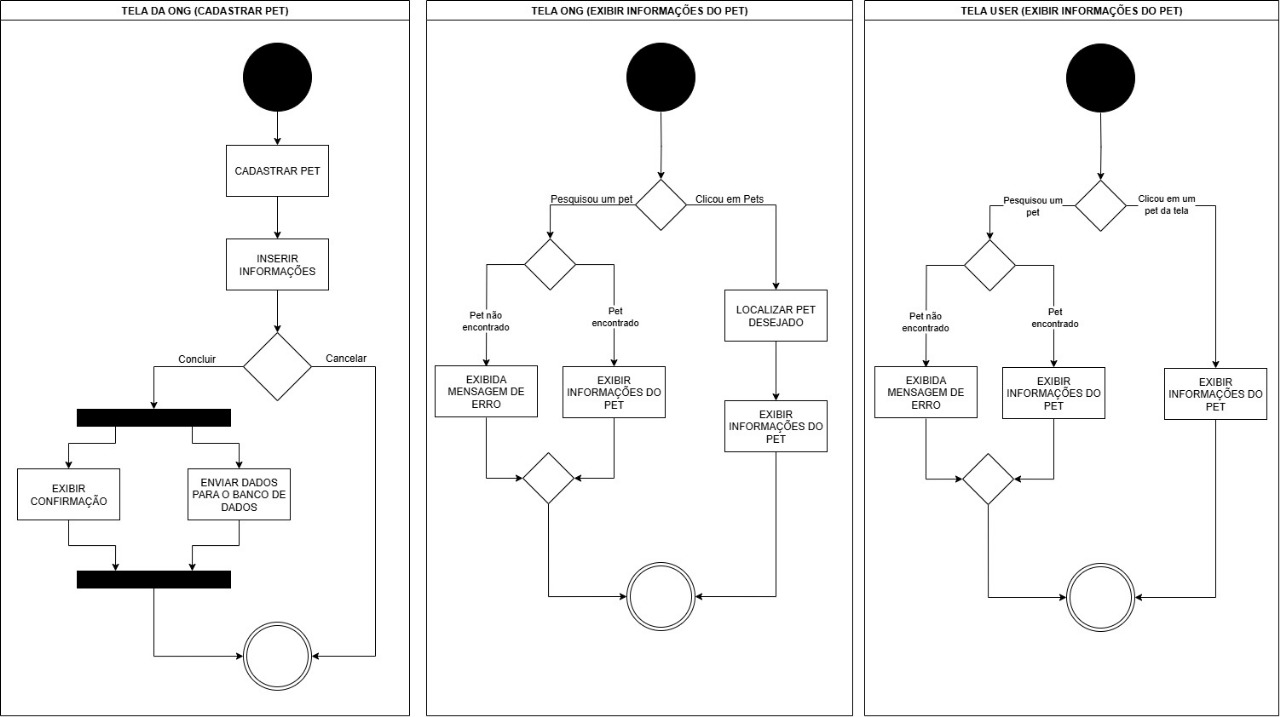 TELA DA ONG (CADASTRAR PET)
CADASTRAR PET
INSERIR
INFORMAÇÕES
Concluir
Cancelar
EXIBIR
CONFIRMAÇÃO
ENVIAR DADOS
PARA O BANCO DE
DADOS
TELA ONG (EXIBIR INFORMAÇÕES DO PET)
Pesquisou um pet
Clicou em Pets
Pet não
encontrado
Pet
encontrado
LOCALIZAR PET
DESEJADO
EXIBIDA
MENSAGEM DE
ERRO
EXIBIR
INFORMAÇÕES DO
PET
EXIBIR
INFORMAÇÕES DO
PET
TELA USER (EXIBIR INFORMAÇÕES DO PET)
Pesquisou um
pet
Clicou em um
pet da tela
Pet não
encontrado
Pet
encontrado
EXIBIDA
MENSAGEM DE
ERRO
EXIBIR
INFORMAÇÕES DO
PET
EXIBIR
INFORMAÇÕES DO
PET